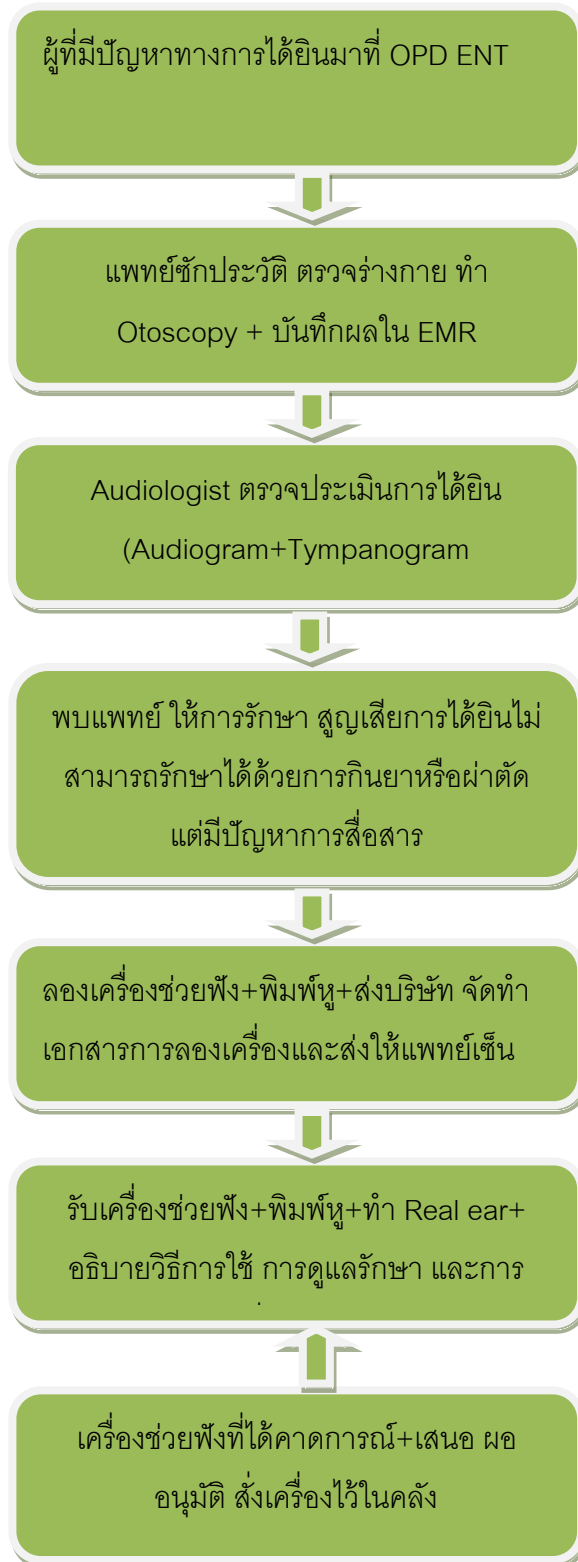 ผู้ที่มีปัญหาทางการได้ยินมาที่ OPD ENT
แพทย์ซักประวัติ ตรวจร่างกาย ทำ
Otoscopy + บันทึกผลใน EMR
Audiologist ตรวจประเมินการได้ยิน
(Audiogram+Tympanogram
พบแพทย์ ให้การรักษา สูญเสียการได้ยินไม่
สามารถรักษาได้ด้วยการกินยาหรือผ่าตัด
แต่มีปัญหาการสื่อสาร
ลองเครื่องช่วยฟัง+พิมพ์หู+ส่งบริษัท จัดทำ
เอกสารการลองเครื่องและส่งให้แพทย์เซ็น
รับเครื่องช่วยฟัง+พิมพ์หู+ทำ Real ear+
อธิบายวิธีการใช้ การดูแลรักษา และการ
เครื่องช่วยฟังที่ได้คาดการณ์+เสนอ ผอ
อนุมัติ สั่งเครื่องไว้ในคลัง